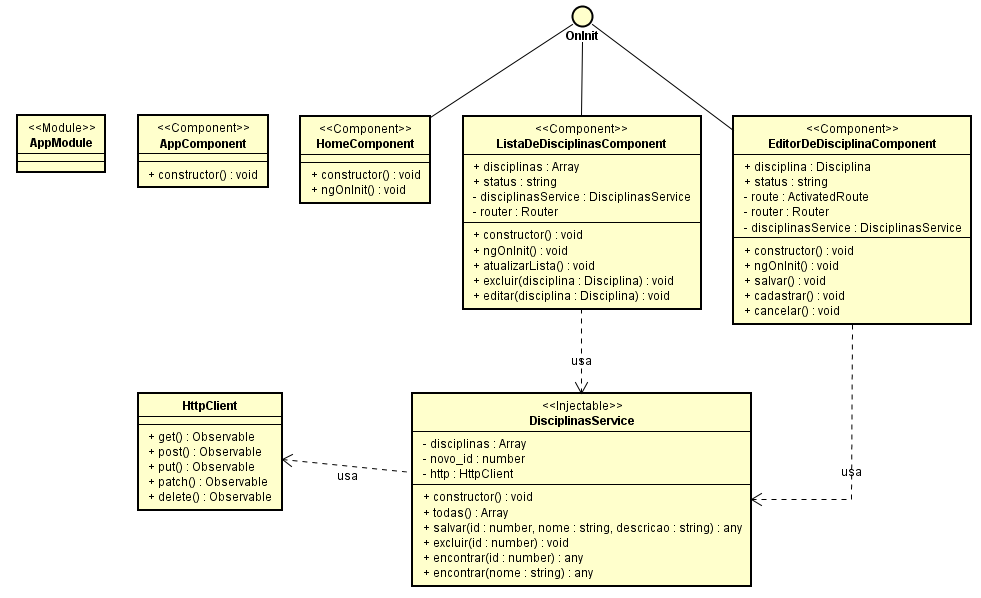 OnInit
<<Module>>
AppModule
<<Component>>
AppComponent
+ constructor() : void
<<Component>>
HomeComponent
+ constructor() : void
+ ngOnInit() : void
<<Component>>
ListaDeDisciplinasComponent
+ disciplinas : Array
+ status : string
- disciplinasService : DisciplinasService
- router : Router
+ constructor() : void
+ ngOnInit() : void
+ atualizarLista() : void
+ excluir(disciplina : Disciplina) : void
+ editar(disciplina : Disciplina) : void
<<Component>>
EditorDeDisciplinaComponent
+ disciplina : Disciplina
+ status : string
- route : ActivatedRoute
- router : Router
- disciplinasService : DisciplinasService
+ constructor() : void
+ ngOnInit() : void
+ salvar() : void
+ cadastrar() : void
+ cancelar() : void
usa
HttpClient
+ get() : Observable
+ post() : Observable
+ put() : Observable
+ patch() : Observable
+ delete() : Observable
usa
<<Injectable>>
DisciplinasService
- disciplinas : Array
- novo_id : number
- http : HttpClient
+ constructor() : void
+ todas() : Array
+ salvar(id : number, nome : string, descricao : string) : any
+ excluir(id : number) : void
+ encontrar(id : number) : any
+ encontrar(nome : string) : any
usa